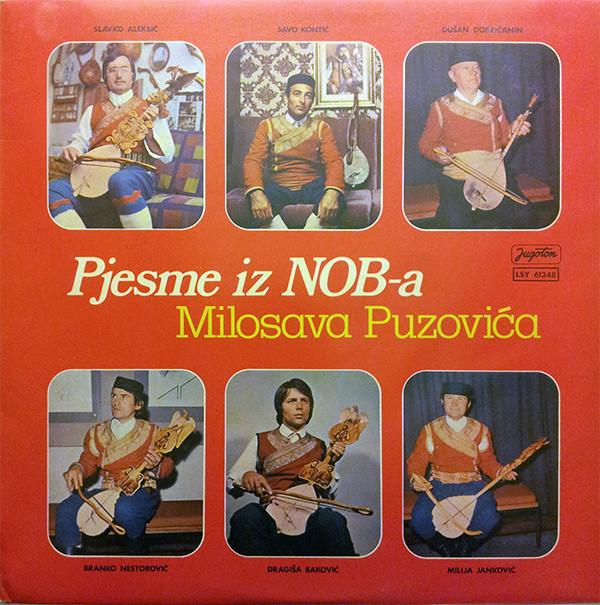 SLAVKO ALEKSIĆ
SAVO KONTIĆ
DUŠAN DOBRIČANIN
Jugoton
LSY 61348
Pjesme iz NOB-a
Milosava Puzovića
BRANKO NESTOROVIĆ
DRAGIŠA BAKOVIĆ
MILIJA JANKOVIĆ